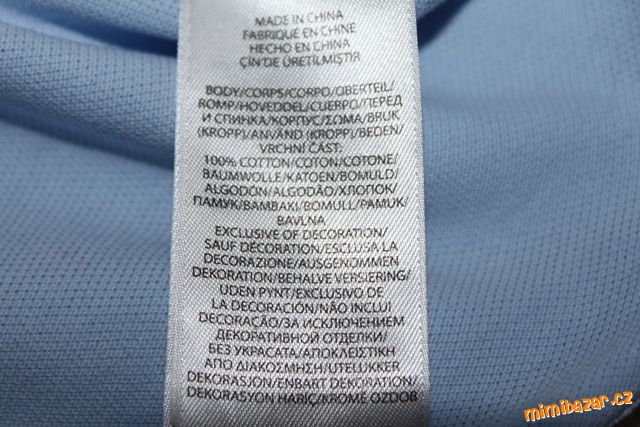 MADE IN CHINA
FABRIQUÉ EN CHINE
HECHO EN CHINA
ÇİN'DE ÜRETİLMİŞTİR
BODY/CORPS/CORPO/OBERTEIL/
ROMP/HOVEDDEL/CUERPO/ПЕРЕД
И СПИНКА/КОРПУС/ΣΩΜΑ/BRUK
(KROPP)/ANVÄND (KROPP)/BEDEN/
VRCHNÍ ČÁST:
100% COTTON/COTON/COTONE/
BAUMWOLLE/KATOEN/BOMULD/
ALGODÓN/ALGODÃO/ХЛОПОК/
ПАМУК/ΒΑΜΒΑΚΙ/BOMULL/PAMUK/
BAVLNA
EXCLUSIVE OF DECORATION/
SAUF DÉCORATION/ESCLUSA LA
DECORAZIONE/AUSGENOMMEN
DEKORATION/BEHALVE VERSIERING/
UDEN PYNT/EXCLUSIVO DE
LA DECORACIÓN/NÃO INCLUI
DECORAÇÃO/ЗА ИСКЛЮЧЕНИЕМ
ДЕКОРАТИВНОЙ ОТДЕЛКИ/
БЕЗ УКРАСАТА/ΑΠΟΚΛΕΙΣΤΙΚΗ
ΑΠΟ ΔΙΑΚΟΣΜΗΣΗ/UTELUKKER
DEKORASJON/ENBART DEKORATION/
DEKORASYON HARİÇ/KROMĚ OZDOB
mimibazar.cz